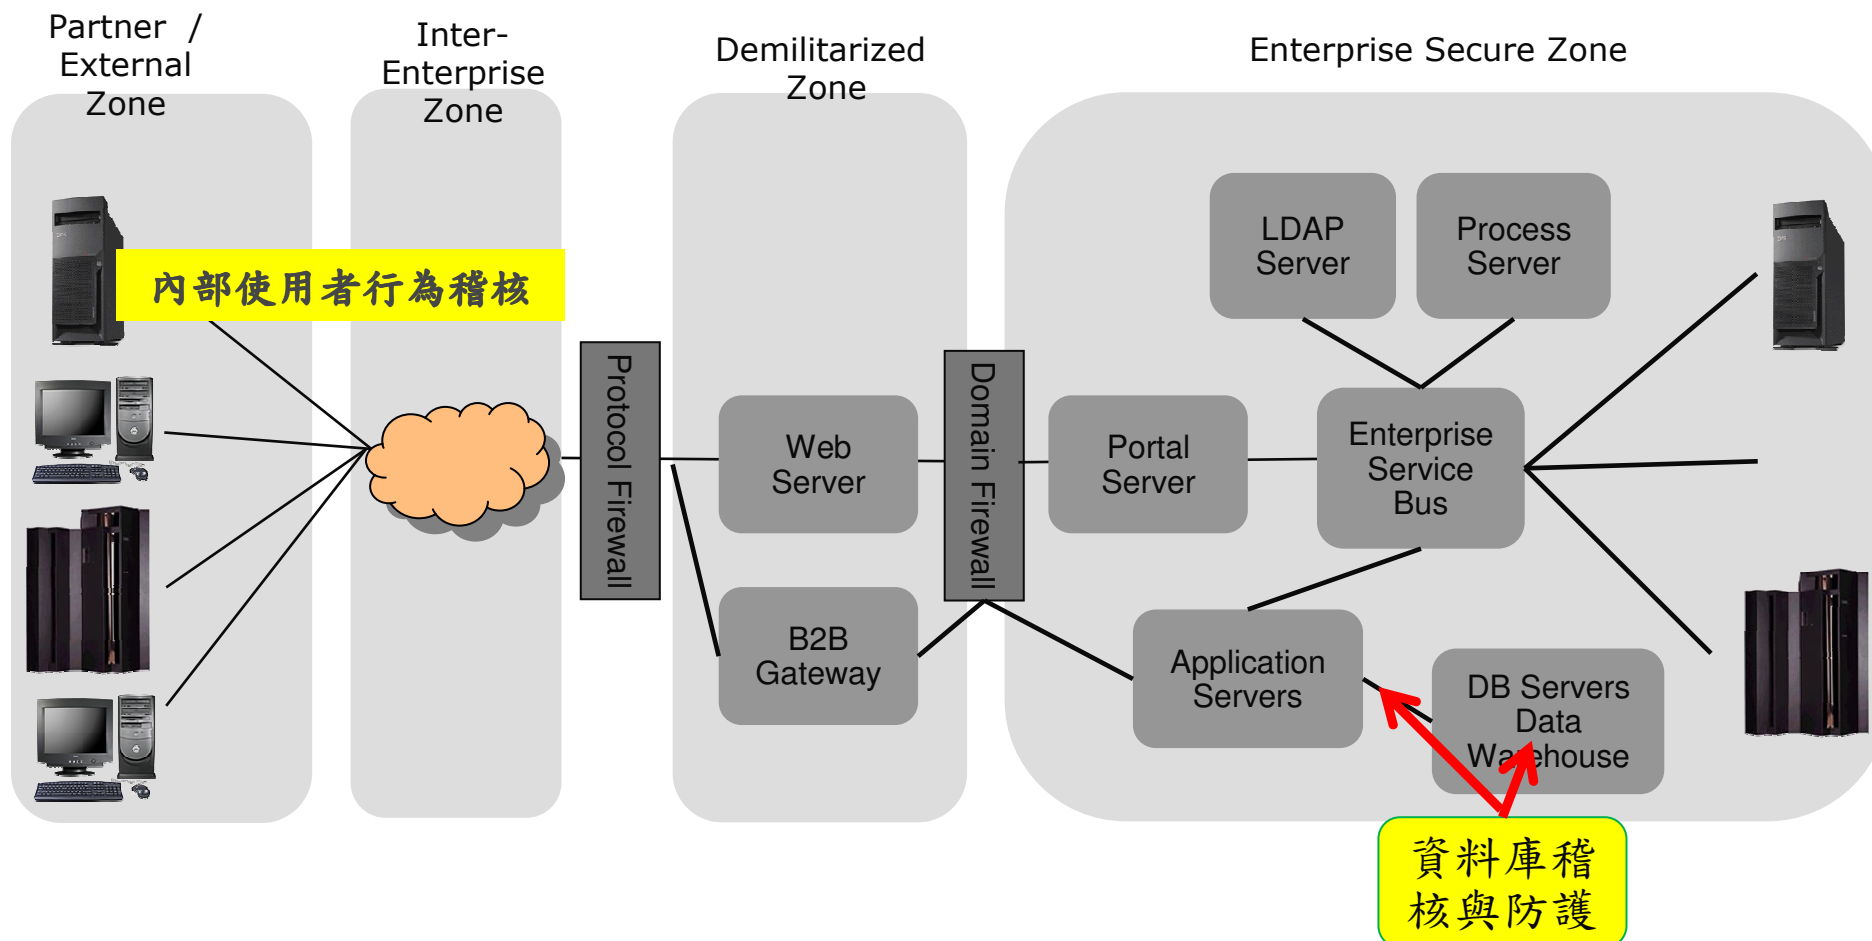 Partner /
External
Zone
Inter-
Enterprise
Zone
Demilitarized
Zone
Enterprise Secure Zone
內部使用者行為稽核
Protocol Firewall
Web
Server
B2B
Gateway
Domain Firewall
LDAP
Server
Process
Server
Portal
Server
Enterprise
Service
Bus
Application
Servers
DB Servers
Data
Warehouse
資料庫稽
核與防護